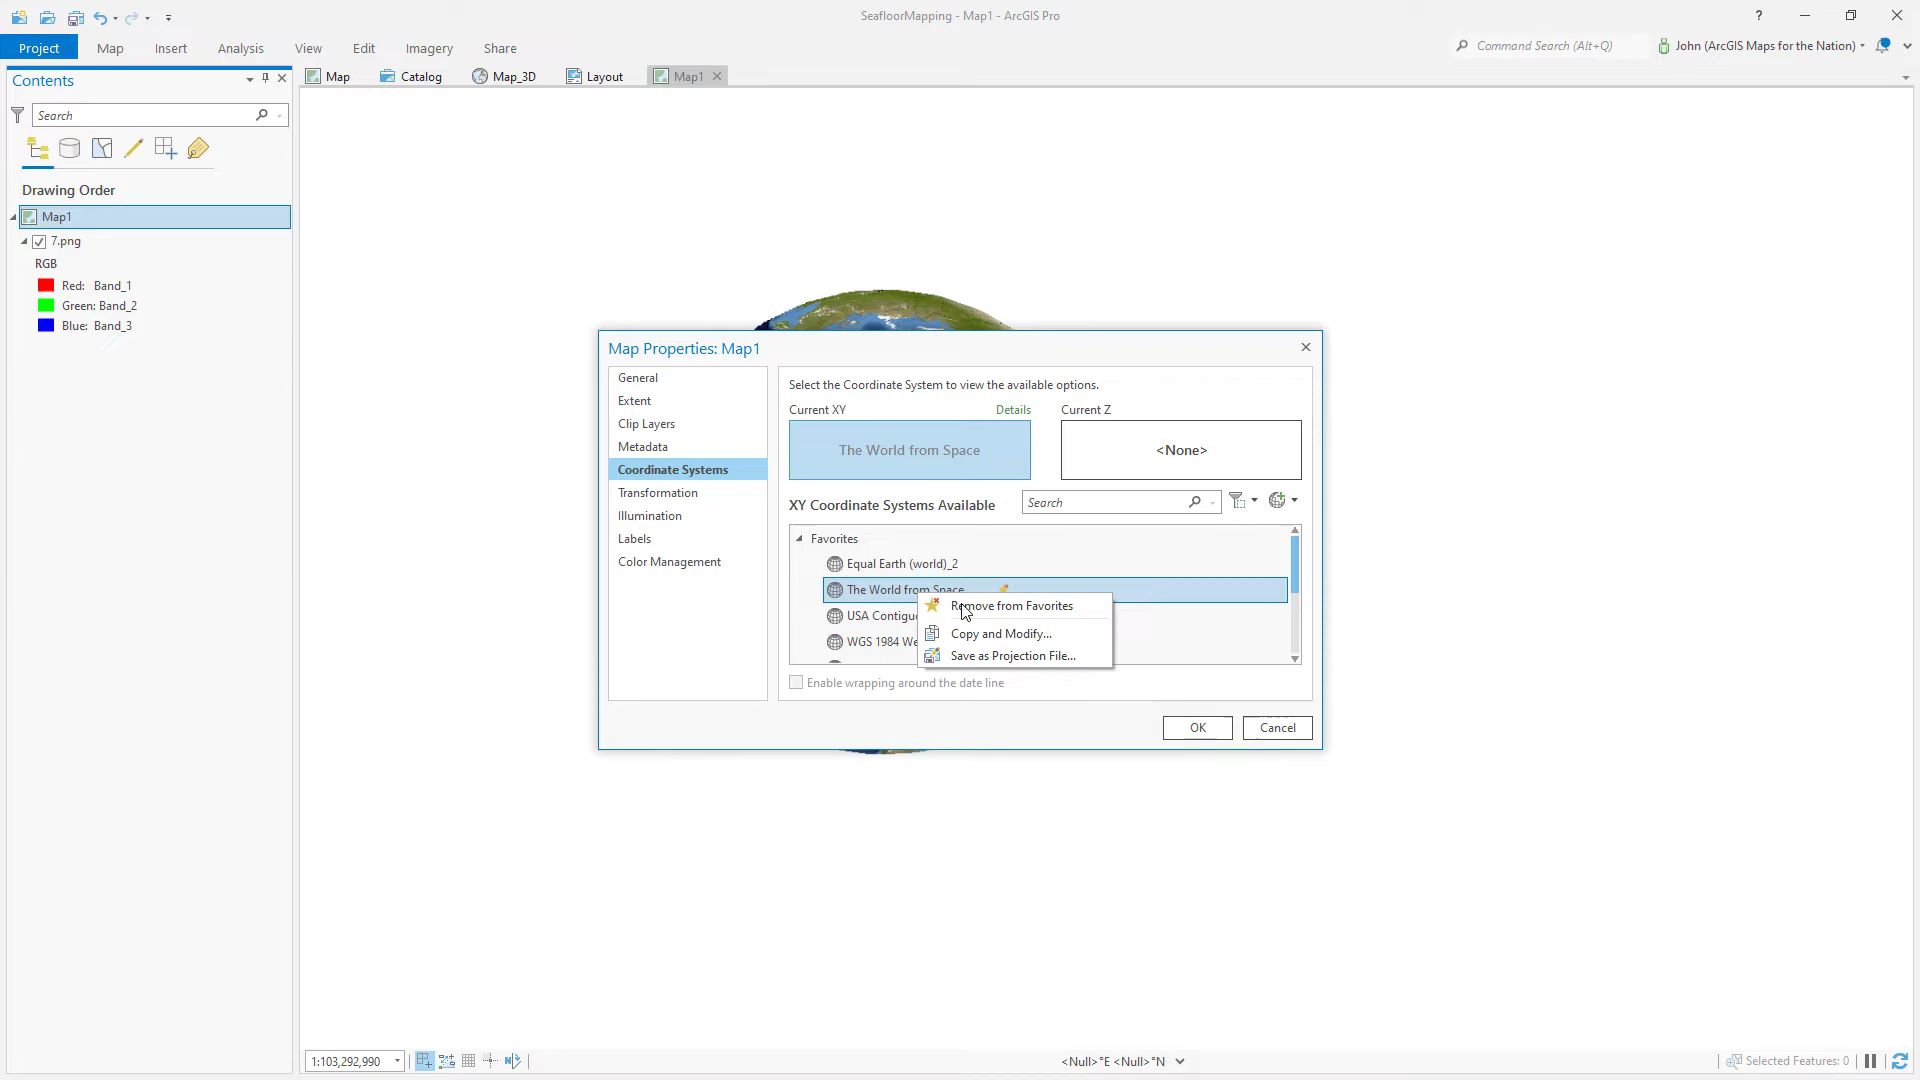 SeafloorMapping - Map1 - ArcGIS Pro
?
Project
Map
Insert
Analysis
View
Edit
Imagery
Share
Command Search (Alt+Q)
John (ArcGIS Maps for the Nation)
Contents
Map
Catalog
Map_3D
Layout
Map1
Search
Drawing Order
Map1
7.png
RGB
Red: Band_1
Green: Band_2
Blue: Band_3
Map Properties: Map1
General
Extent
Clip Layers
Metadata
Coordinate Systems
Transformation
Illumination
Labels
Color Management
Select the Coordinate System to view the available options.
Current XY
Details
Current Z
The World from Space
<None>
XY Coordinate Systems Available
Search
Favorites
Equal Earth (world)_2
The World from Space
USA Contigu
WGS 1984 We
Remove from Favorites
Copy and Modify...
Save as Projection File...
Enable wrapping around the date line
OK
Cancel
1:103,292,990
<Null>°E <Null>°N
Selected Features: 0